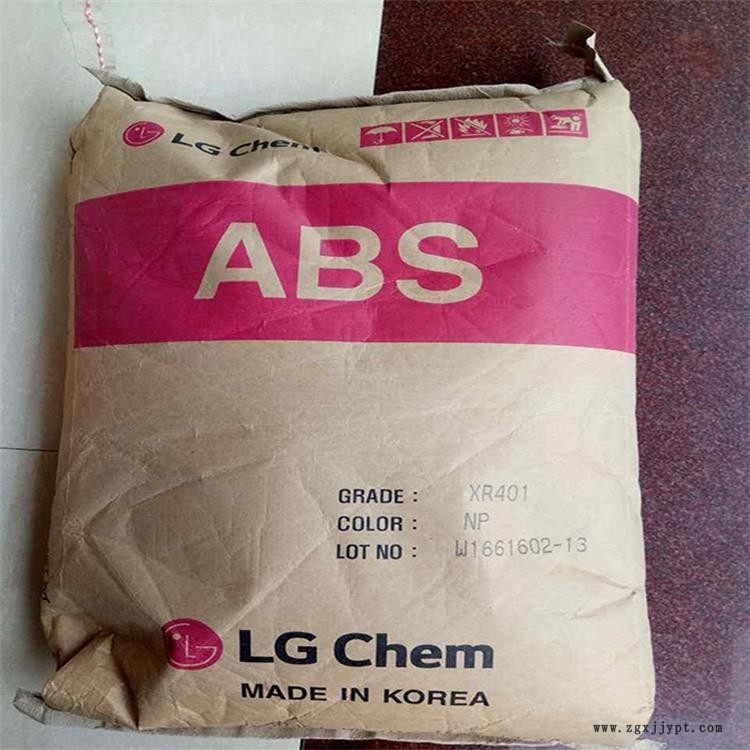 LG Chem
ABS
GRADE : XR401
COLOR : NP
LOT NO : W1661602-13
LG Chem
MADE IN KOREA
www.zgxjjypt.com